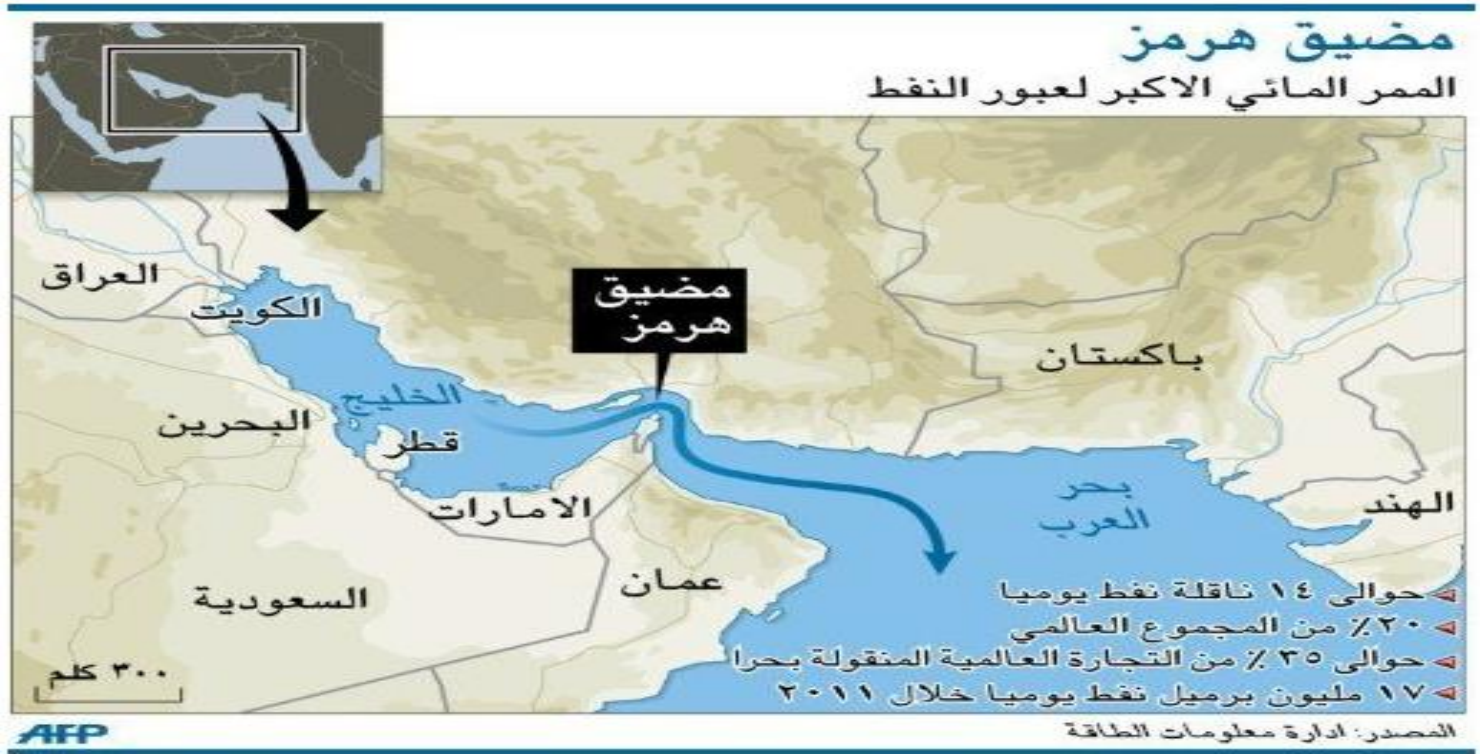 مضيق هرمز
الممر المائي الاكبر لعبور النفط
العراق
الكويت
مضيق
هرمز
باكستان
الخليج
البحرين
قطر
الامارات
بحر
العرب
الهند
عمان
السعودية
حوالى ١٤ ناقلة نفط يوميا
٢٠٪ من المجموع العالمي
حوالى ٣٥ ٪ من التجارة العالمية المنقولة بحرا
١٧ مليون برميل نفط يوميا خلال ٢٠١١
٣٠٠ كلم
المصدر: ادارة معلومات الطاقة
AFP